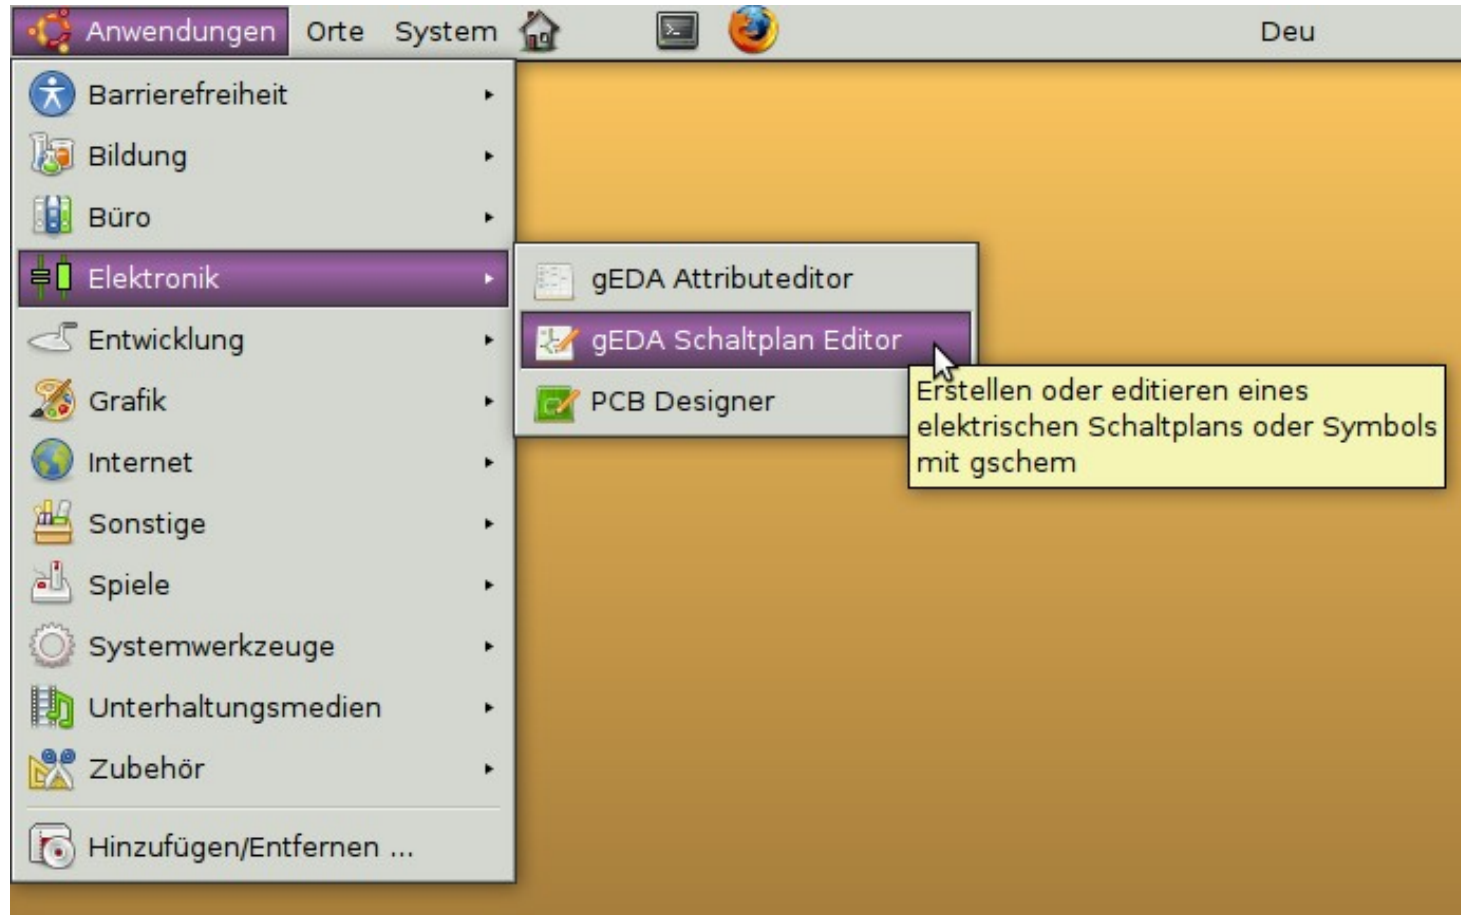 Anwendungen Orte System Deu
Barrierefreiheit
Bildung
Büro
Elektronik
gEDA Attributeditor
Entwicklung
gEDA Schaltplan Editor
Grafik
PCB Designer
Erstellen oder editieren eines
elektrischen Schaltplans oder Symbols
mit gschem
Internet
Sonstige
Spiele
Systemwerkzeuge
Unterhaltungsmedien
Zubehör
Hinzufügen/Entfernen ...